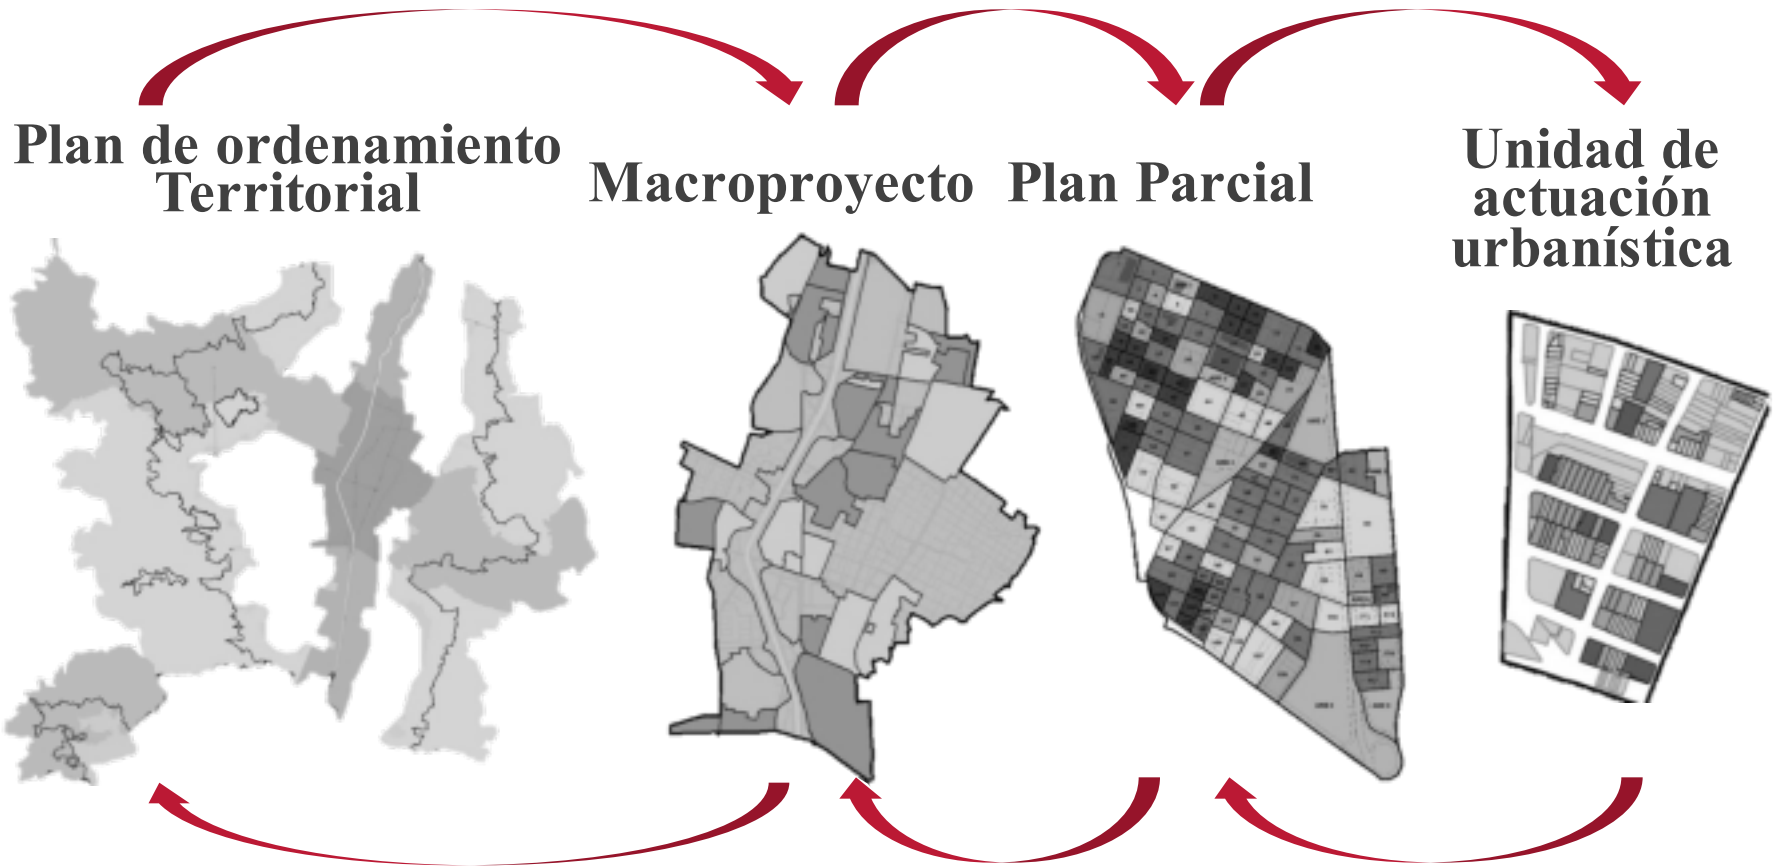 Plan de ordenamiento
Territorial
Macroproyecto
Plan Parcial
Unidad de
actuación
urbanística